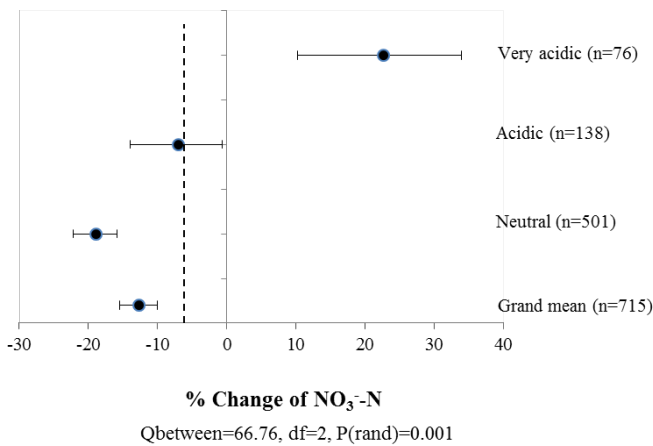 Very acidic (n=76)
Acidic (n=138)
Neutral (n=501)
Grand mean (n=715)
-30 -20 -10 0 10 20 30 40
% Change of NO₃⁻-N
Qbetween=66.76, df=2, P(rand)=0.001